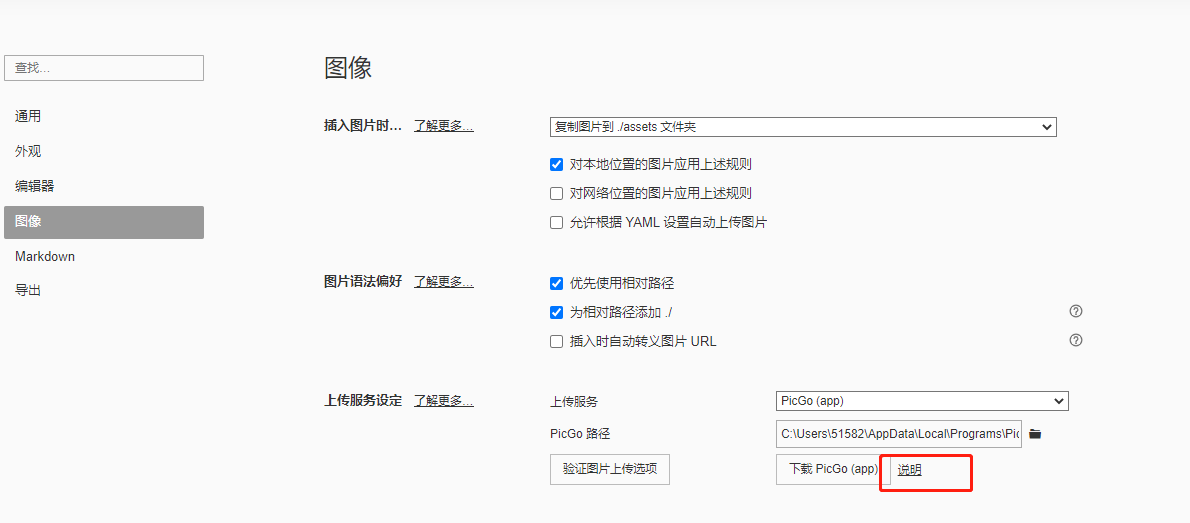 查找...
通用
外观
编辑器
图像
Markdown
导出
图像
插入图片时... 了解更多... 复制图片到 ./assets 文件夹
对本地位置的图片应用上述规则
对网络位置的图片应用上述规则
允许根据 YAML 设置自动上传图片
图片语法偏好 了解更多... 优先使用相对路径
为相对路径添加 ./
插入时自动转义图片 URL
上传服务设定 了解更多... 上传服务 PicGo (app)
PicGo 路径 C:\Users\51582\AppData\Local\Programs\Pic
验证图片上传选项 下载 PicGo (app) 说明